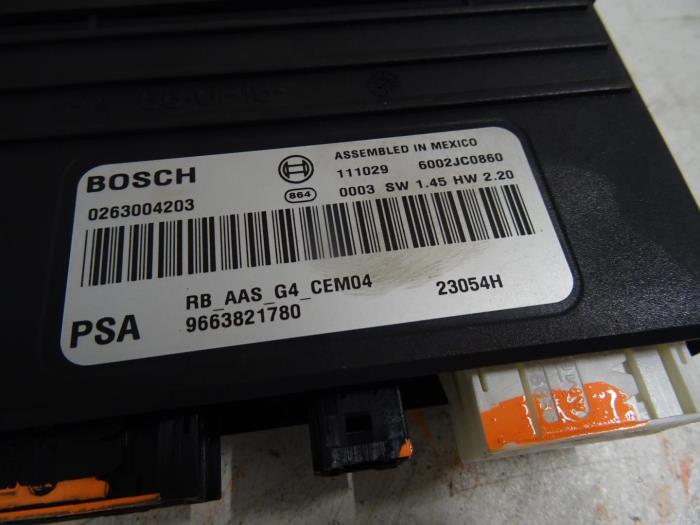 BOSCH
0263004203
ASSEMBLED IN MEXICO
111029 6002JC0860
864
0003 SW 1.45 HW 2.20
RB_AAS_G4_CEM04
23054H
PSA
9663821780